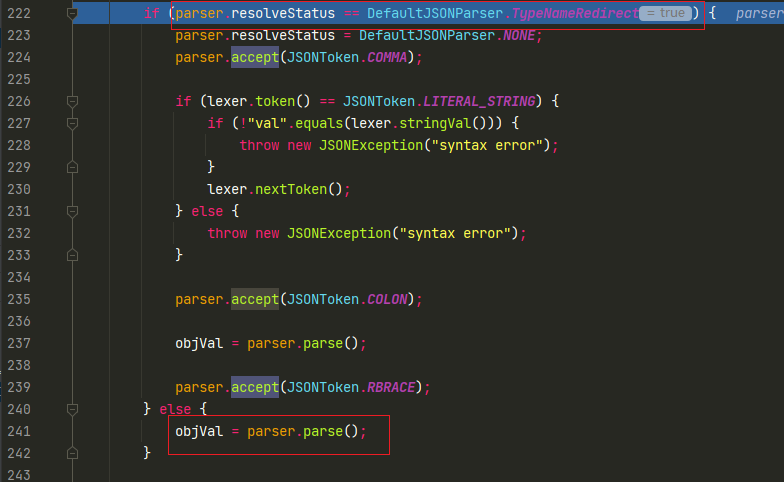 222 if (parser.resolveStatus == DefaultJSONParser.TypeNameRedirect = true ) { parser
223 parser.resolveStatus = DefaultJSONParser.NONE;
224 parser.accept(JSONToken.COMMA);
225
226 if (lexer.token() == JSONToken.LITERAL_STRING) {
227 if (!"val".equals(lexer.stringVal())) {
228 throw new JSONException("syntax error");
229 }
230 lexer.nextToken();
231 } else {
232 throw new JSONException("syntax error");
233 }
234
235 parser.accept(JSONToken.COLON);
236
237 objVal = parser.parse();
238
239 parser.accept(JSONToken.RBRACE);
240 } else {
241 objVal = parser.parse();
242 }
243